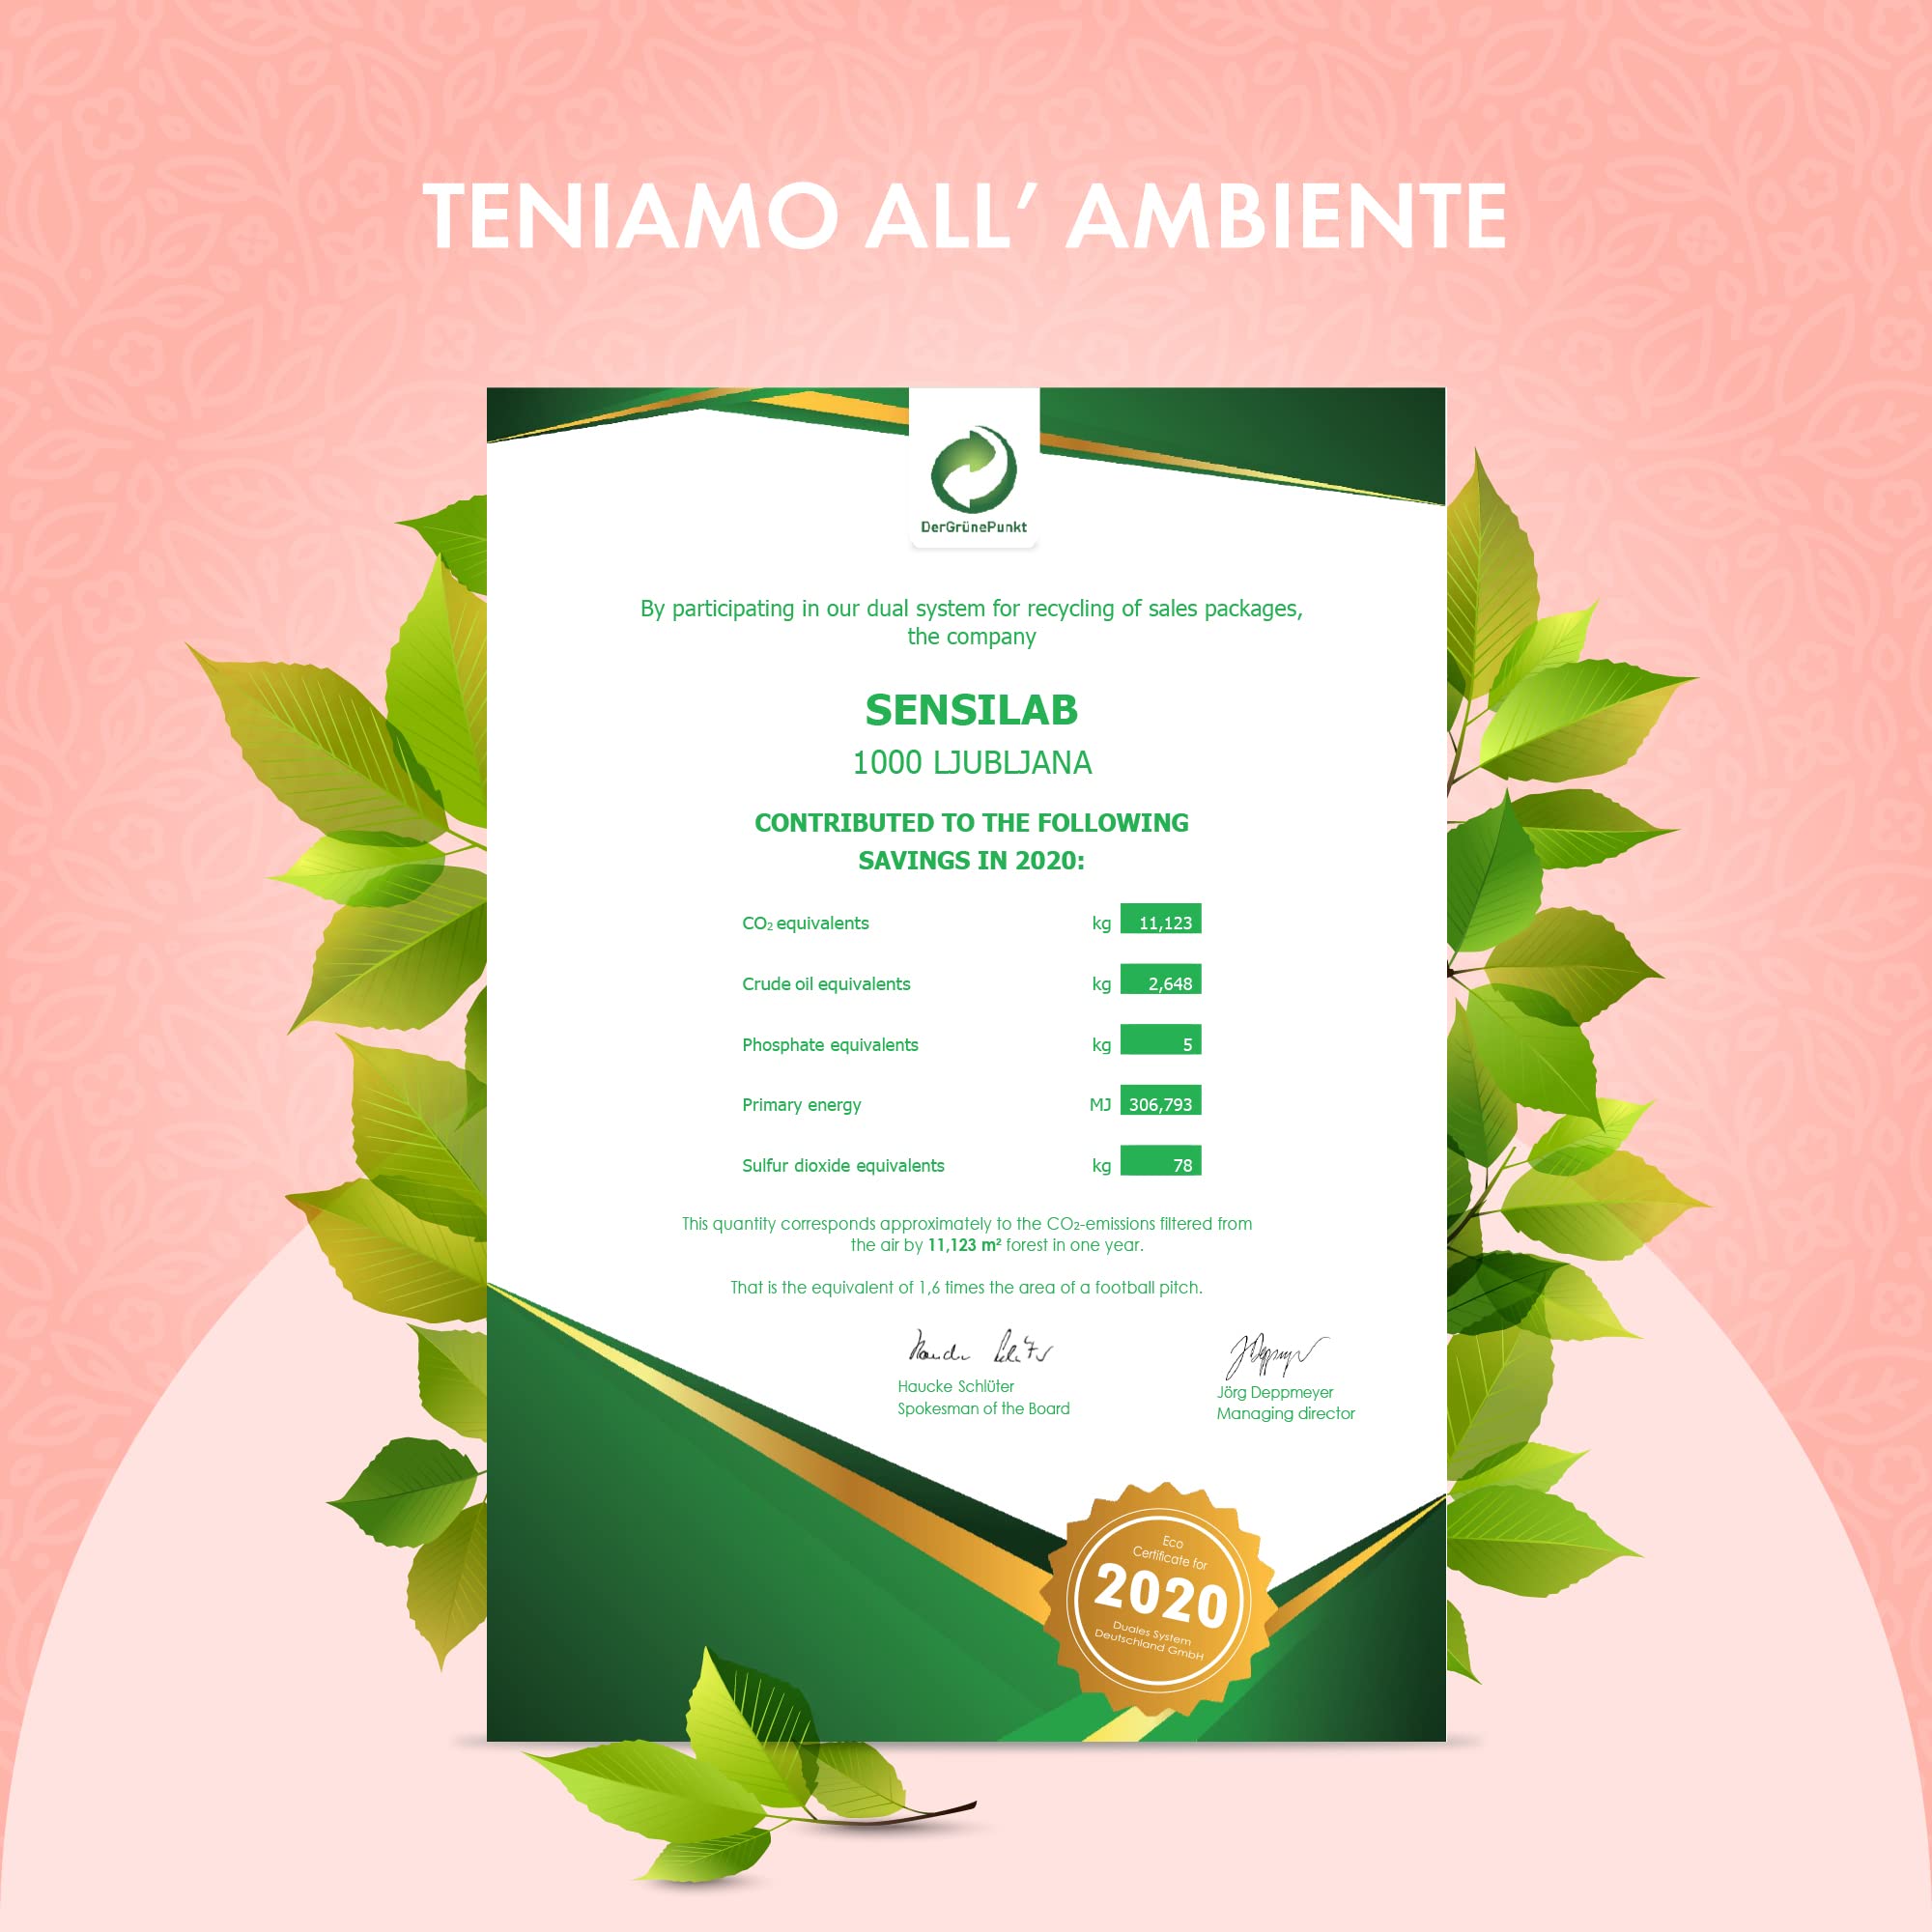 TENIAMO ALL’ AMBIENTE
DerGrünePunkt
By participating in our dual system for recycling of sales packages,
the company
SENSILAB
1000 LJUBLJANA
CONTRIBUTED TO THE FOLLOWING
SAVINGS IN 2020:
CO₂ equivalents kg 11,123
Crude oil equivalents kg 2,648
Phosphate equivalents kg 5
Primary energy MJ 306,793
Sulfur dioxide equivalents kg 78
This quantity corresponds approximately to the CO₂-emissions filtered from
the air by 11,123 m² forest in one year.
That is the equivalent of 1,6 times the area of a football pitch.
Haucke Schlüter
Spokesman of the Board
Jörg Deppmeyer
Managing director
Eco
Certificate for
2020
Duales System
Deutschland GmbH